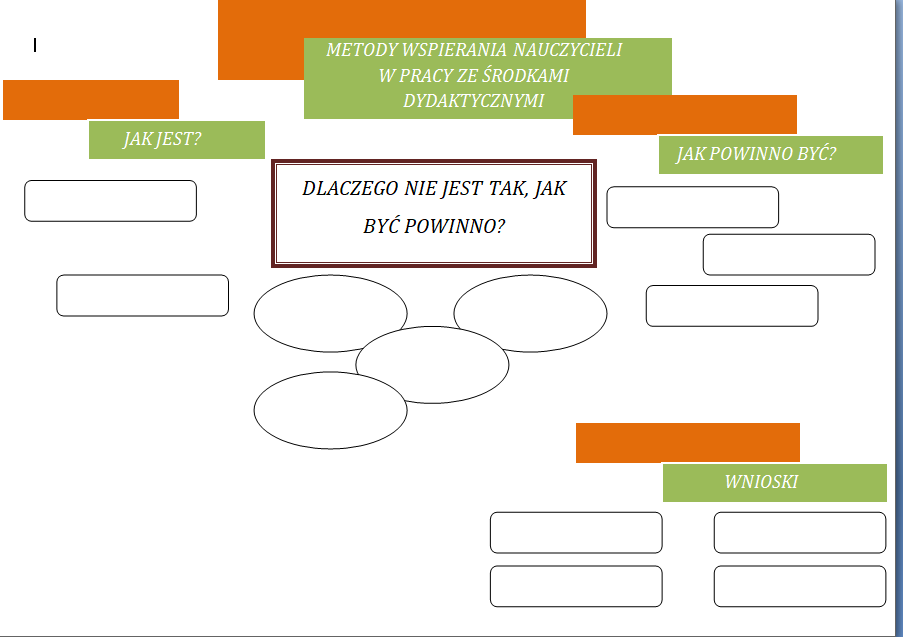 METODY WSPIERANIA NAUCZYCIELI
W PRACY ZE ŚRODKAMI
DYDAKTYCZNYMI
JAK JEST?
JAK POWINNO BYĆ?
DLACZEGO NIE JEST TAK, JAK
BYĆ POWINNO?
WNIOSKI